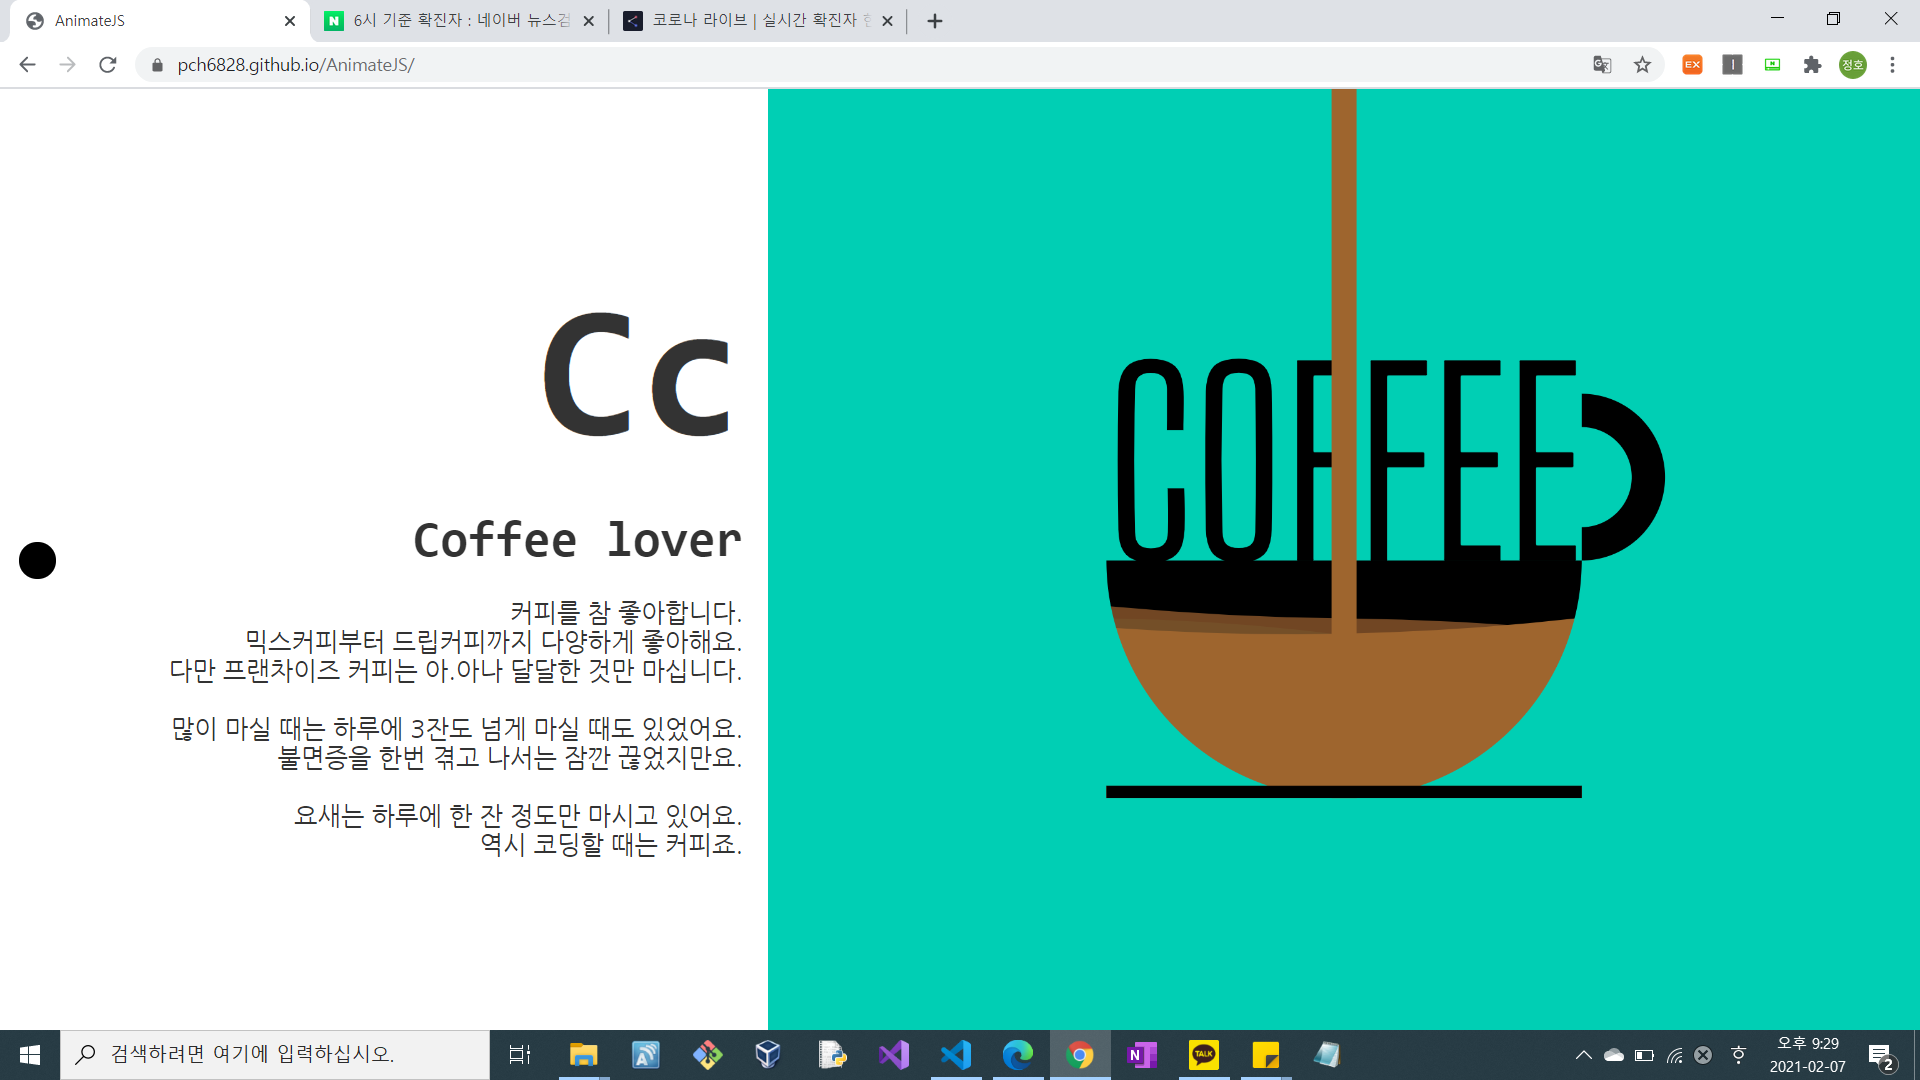 AnimateJS
6시 기준 확진자 : 네이버 뉴스검
코로나 라이브 | 실시간 확진자
pch6828.github.io/AnimateJS/
EX
정호
Cc
Coffee lover
커피를 참 좋아합니다.
믹스커피부터 드립커피까지 다양하게 좋아해요.
다만 프랜차이즈 커피는 아.아나 달달한 것만 마십니다.
많이 마실 때는 하루에 3잔도 넘게 마실 때도 있었어요.
불면증을 한번 겪고 나서는 잠깐 끊었지만요.
요새는 하루에 한 잔 정도만 마시고 있어요.
역시 코딩할 때는 커피죠.
COFFEE
검색하려면 여기에 입력하십시오.
TALK
오후 9:29
2021-02-07
2